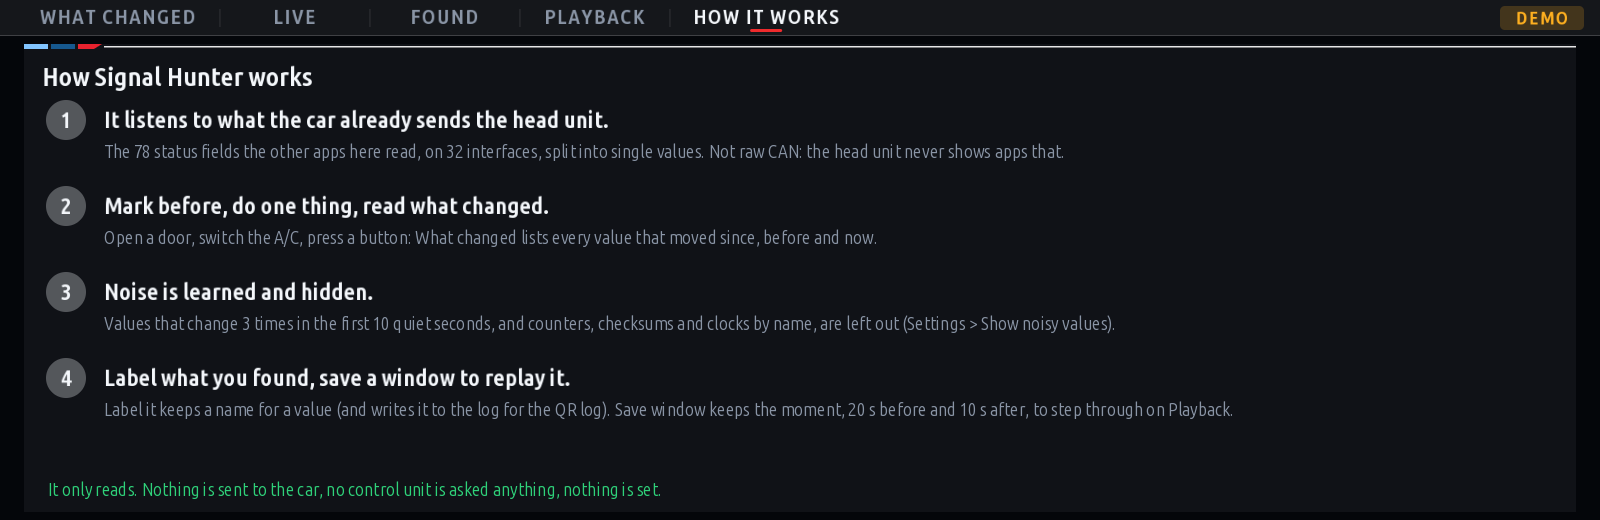 WHAT CHANGED LIVE FOUND PLAYBACK HOW IT WORKS DEMO
How Signal Hunter works
1 It listens to what the car already sends the head unit.
The 78 status fields the other apps here read, on 32 interfaces, split into single values. Not raw CAN: the head unit never shows apps that.
2 Mark before, do one thing, read what changed.
Open a door, switch the A/C, press a button: What changed lists every value that moved since, before and now.
3 Noise is learned and hidden.
Values that change 3 times in the first 10 quiet seconds, and counters, checksums and clocks by name, are left out (Settings > Show noisy values).
4 Label what you found, save a window to replay it.
Label it keeps a name for a value (and writes it to the log for the QR log). Save window keeps the moment, 20 s before and 10 s after, to step through on Playback.
It only reads. Nothing is sent to the car, no control unit is asked anything, nothing is set.